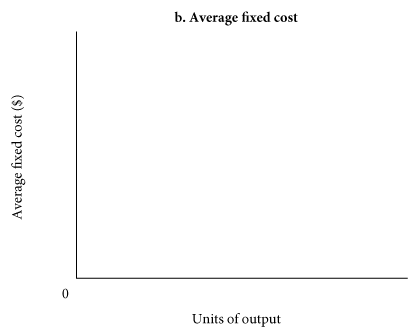 b. Average fixed cost
Average fixed cost ($)
0
Units of output